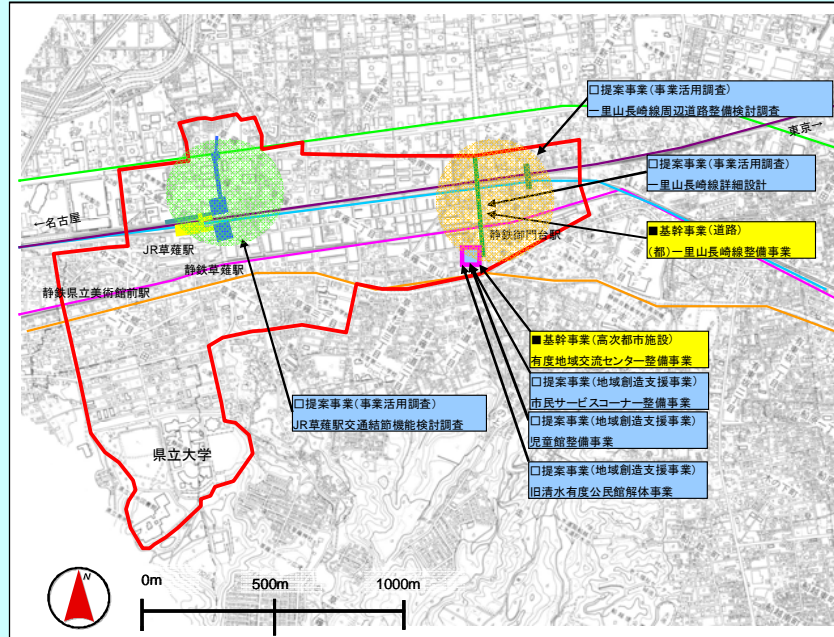 □提案事業(事業活用調査)
一里山長崎線周辺道路整備検討調査
東京→
□提案事業(事業活用調査)
一里山長崎線詳細設計
←名古屋
■基幹事業(道路)
(都)一里山長崎線整備事業
静鉄御門台駅
JR草薙駅
静鉄草薙駅
静鉄県立美術館前駅
■基幹事業(高次都市施設)
有度地域交流センター整備事業
□提案事業(地域創造支援事業)
市民サービスコーナー整備事業
□提案事業(事業活用調査)
JR草薙駅交通結節機能検討調査
□提案事業(地域創造支援事業)
児童館整備事業
県立大学
□提案事業(地域創造支援事業)
旧清水有度公民館解体事業
N
0m
500m
1000m